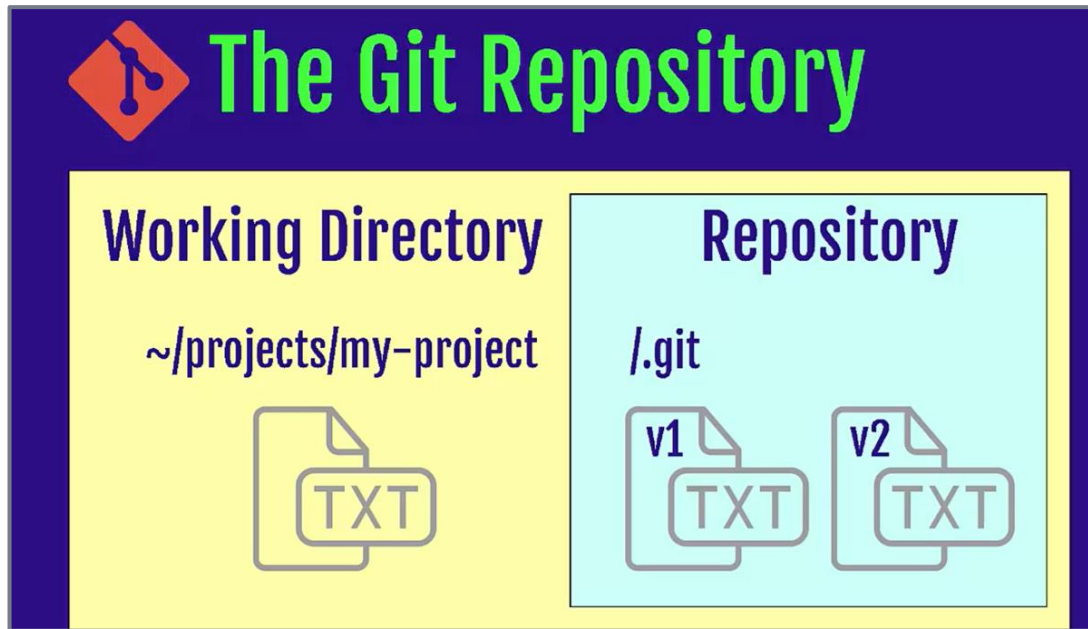 The Git Repository
Working Directory
~/projects/my-project
TXT
Repository
/.git
v1
TXT
v2
TXT